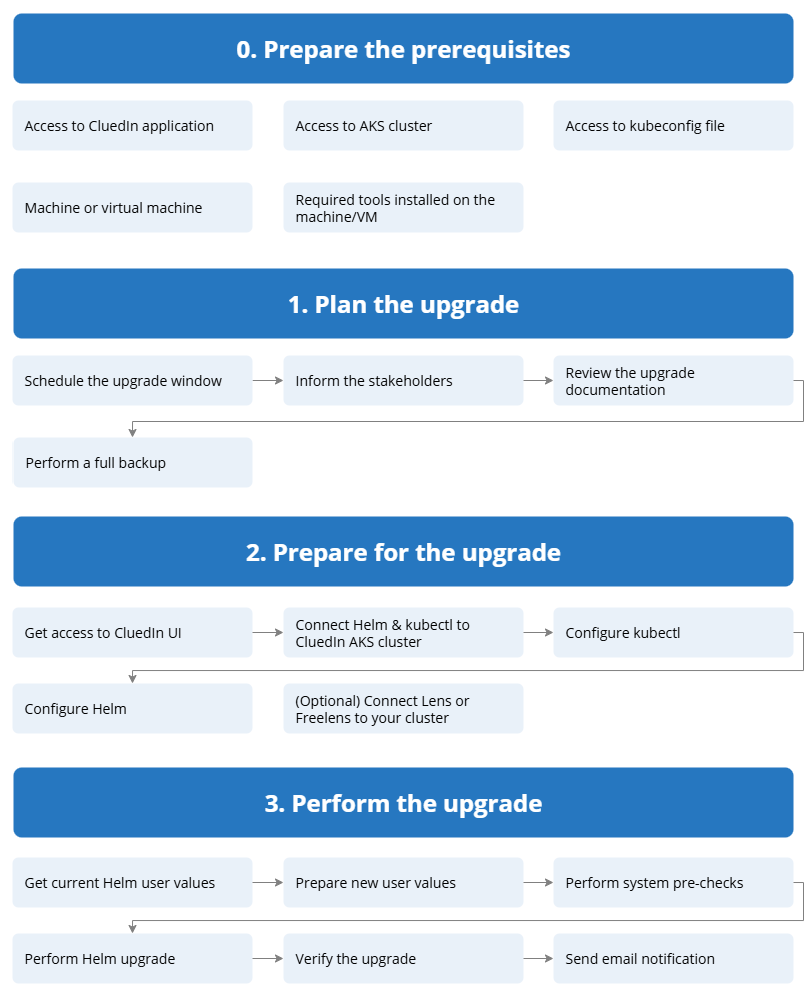 0. Prepare the prerequisites
Access to CluedIn application
Access to AKS cluster
Access to kubeconfig file
Machine or virtual machine
Required tools installed on the
machine/VM
1. Plan the upgrade
Schedule the upgrade window
Inform the stakeholders
Review the upgrade
documentation
Perform a full backup
2. Prepare for the upgrade
Get access to CluedIn UI
Connect Helm & kubectl to
CluedIn AKS cluster
Configure kubectl
Configure Helm
(Optional) Connect Lens or
Freelens to your cluster
3. Perform the upgrade
Get current Helm user values
Prepare new user values
Perform system pre-checks
Perform Helm upgrade
Verify the upgrade
Send email notification